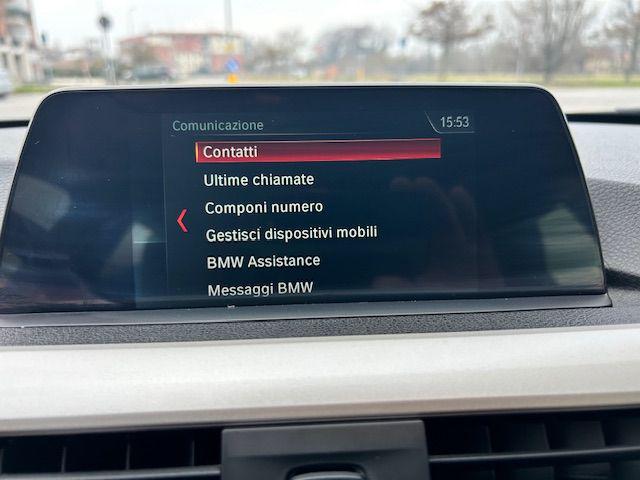 Comunicazione 15:53
Contatti
Ultime chiamate
Componi numero
Gestisci dispositivi mobili
BMW Assistance
Messaggi BMW